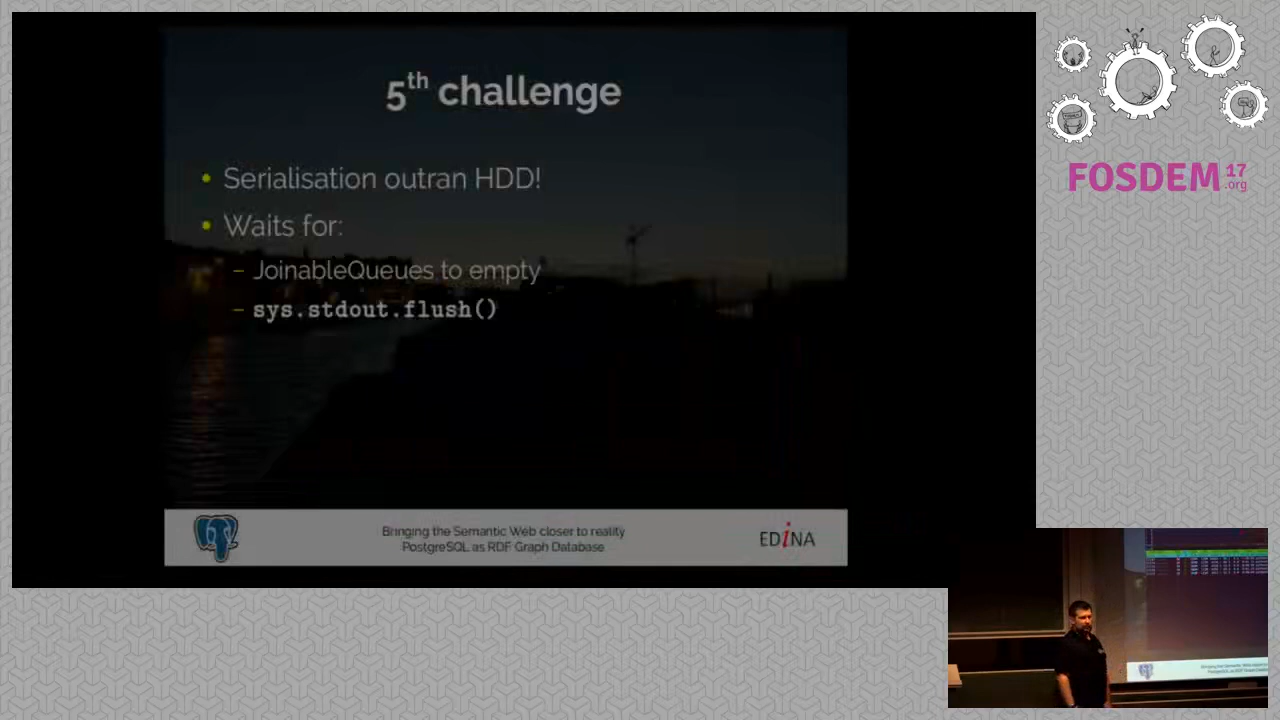 5th challenge
• Serialisation outran HDD!
• Waits for:
– JoinableQueues to empty
– sys.stdout.flush()
Bringing the Semantic Web closer to reality
PostgreSQL as RDF Graph Database
EDiNA
FOSDEM 17
.org